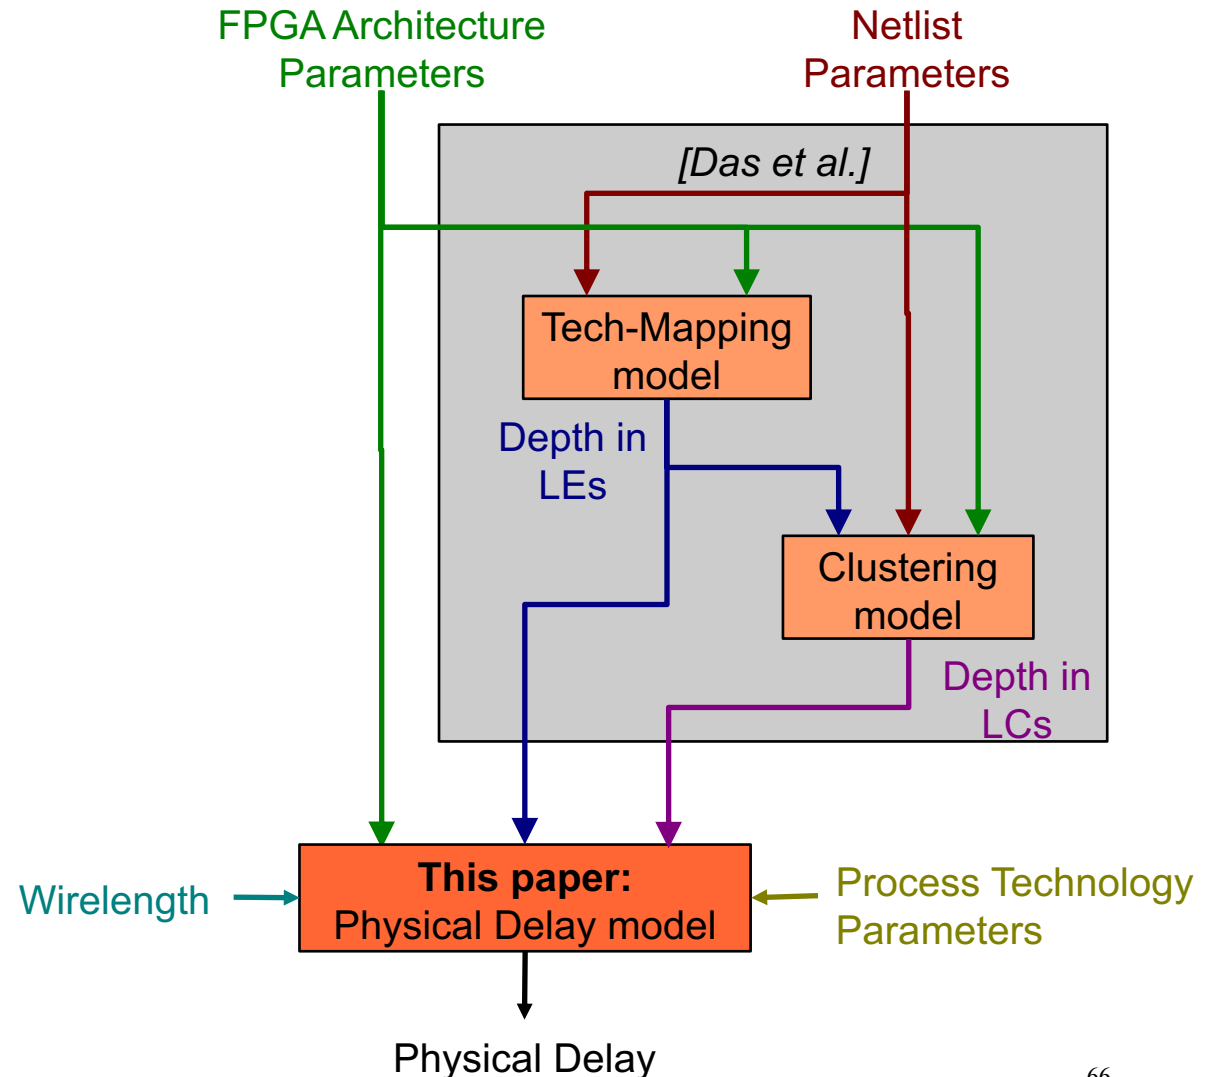 FPGA Architecture
Parameters
Netlist
Parameters
[Das et al.]
Tech-Mapping
model
Depth in
LEs
Clustering
model
Depth in
LCs
This paper:
Physical Delay model
Wirelength
Process Technology
Parameters
Physical Delay
66